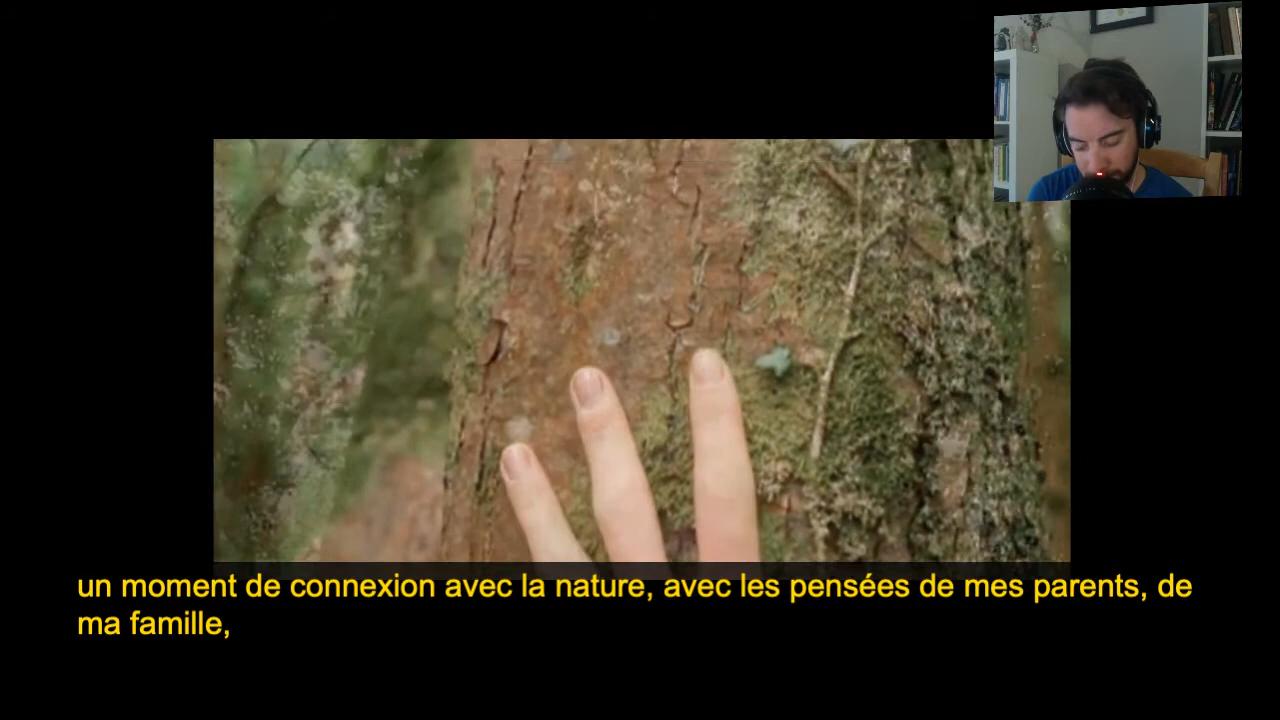 un moment de connexion avec la nature, avec les pensées de mes parents, de
ma famille,